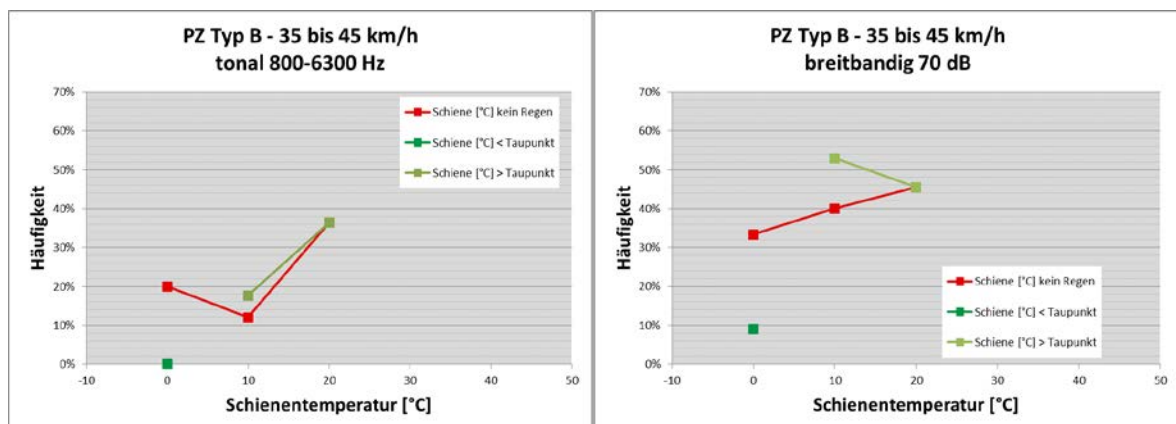 PZ Typ B - 35 bis 45 km/h
tonal 800-6300 Hz
70%
60%
50%
40%
30%
20%
10%
0%
Häufigkeit
Schiene [°C] kein Regen
Schiene [°C] < Taupunkt
Schiene [°C] > Taupunkt
-10 0 10 20 30 40 50
Schienentemperatur [°C]
PZ Typ B - 35 bis 45 km/h
breitbandig 70 dB
70%
60%
50%
40%
30%
20%
10%
0%
Häufigkeit
Schiene [°C] kein Regen
Schiene [°C] < Taupunkt
Schiene [°C] > Taupunkt
-10 0 10 20 30 40 50
Schienentemperatur [°C]